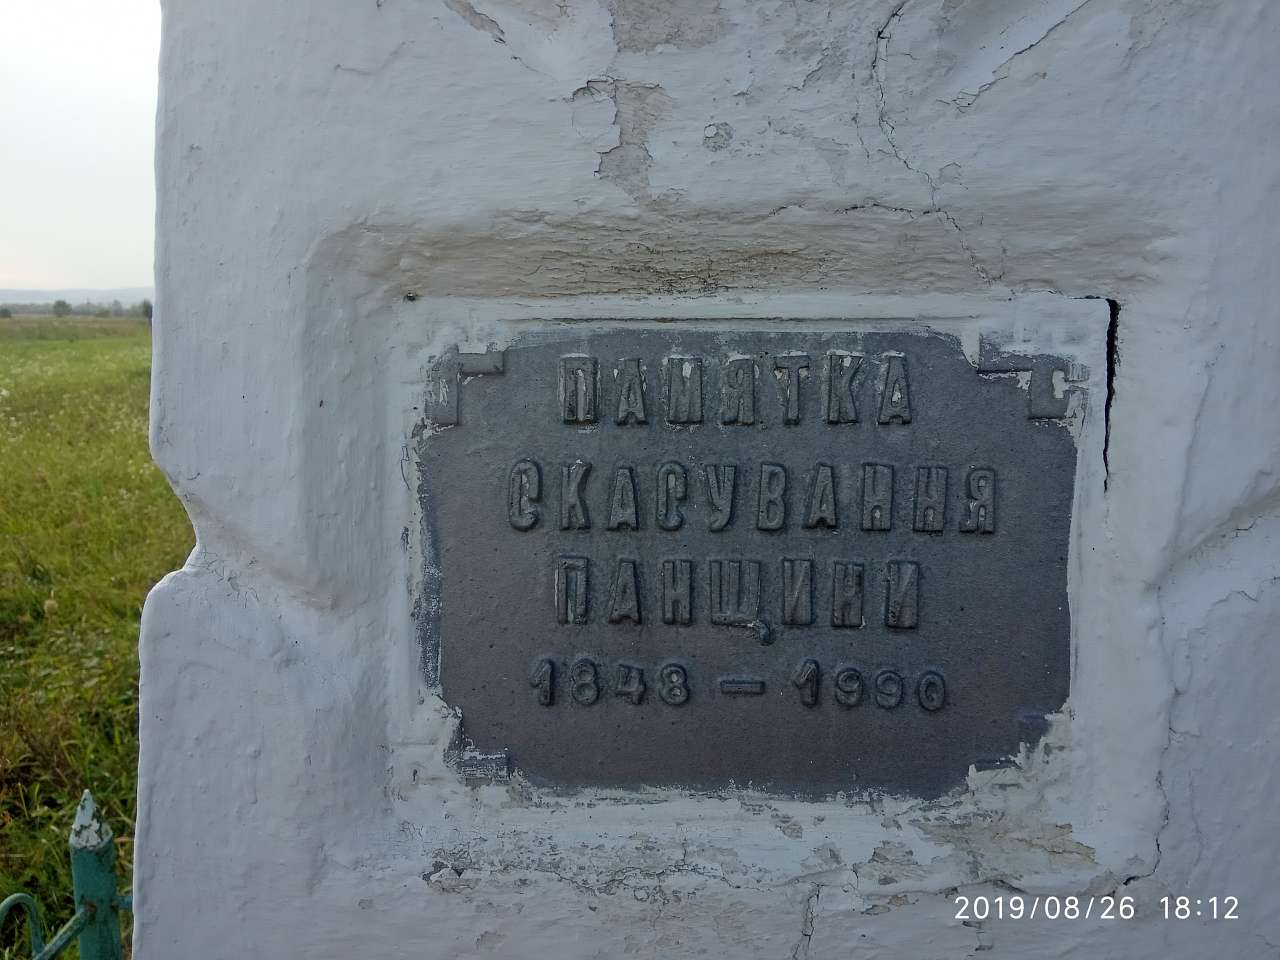 ПАМЯТКА
СКАСУВАННЯ
ПАНЩИНИ
1848 - 1990
2019/08/26 18:12